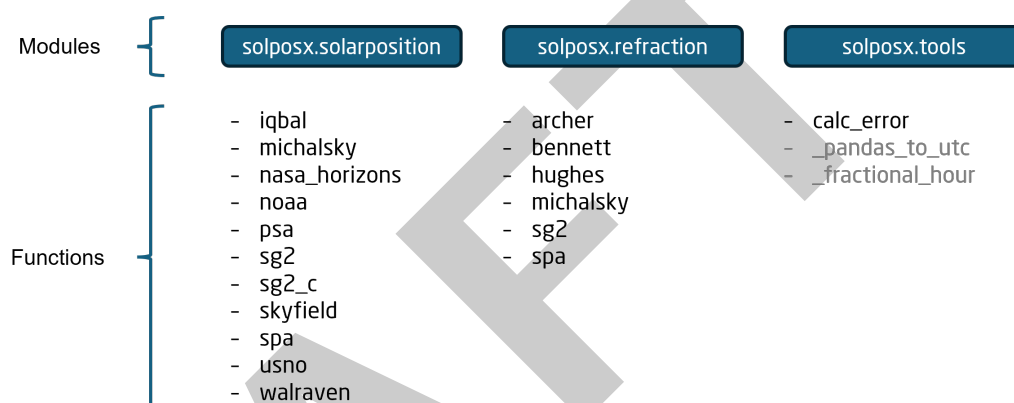 Modules
solposx.solarposition
solposx.refraction
solposx.tools
Functions
- iqbal
- michalsky
- nasa_horizons
- noaa
- psa
- sg2
- sg2_c
- skyfield
- spa
- usno
- walraven
- archer
- bennett
- hughes
- michalsky
- sg2
- spa
- calc_error
- _pandas_to_utc
- _fractional_hour